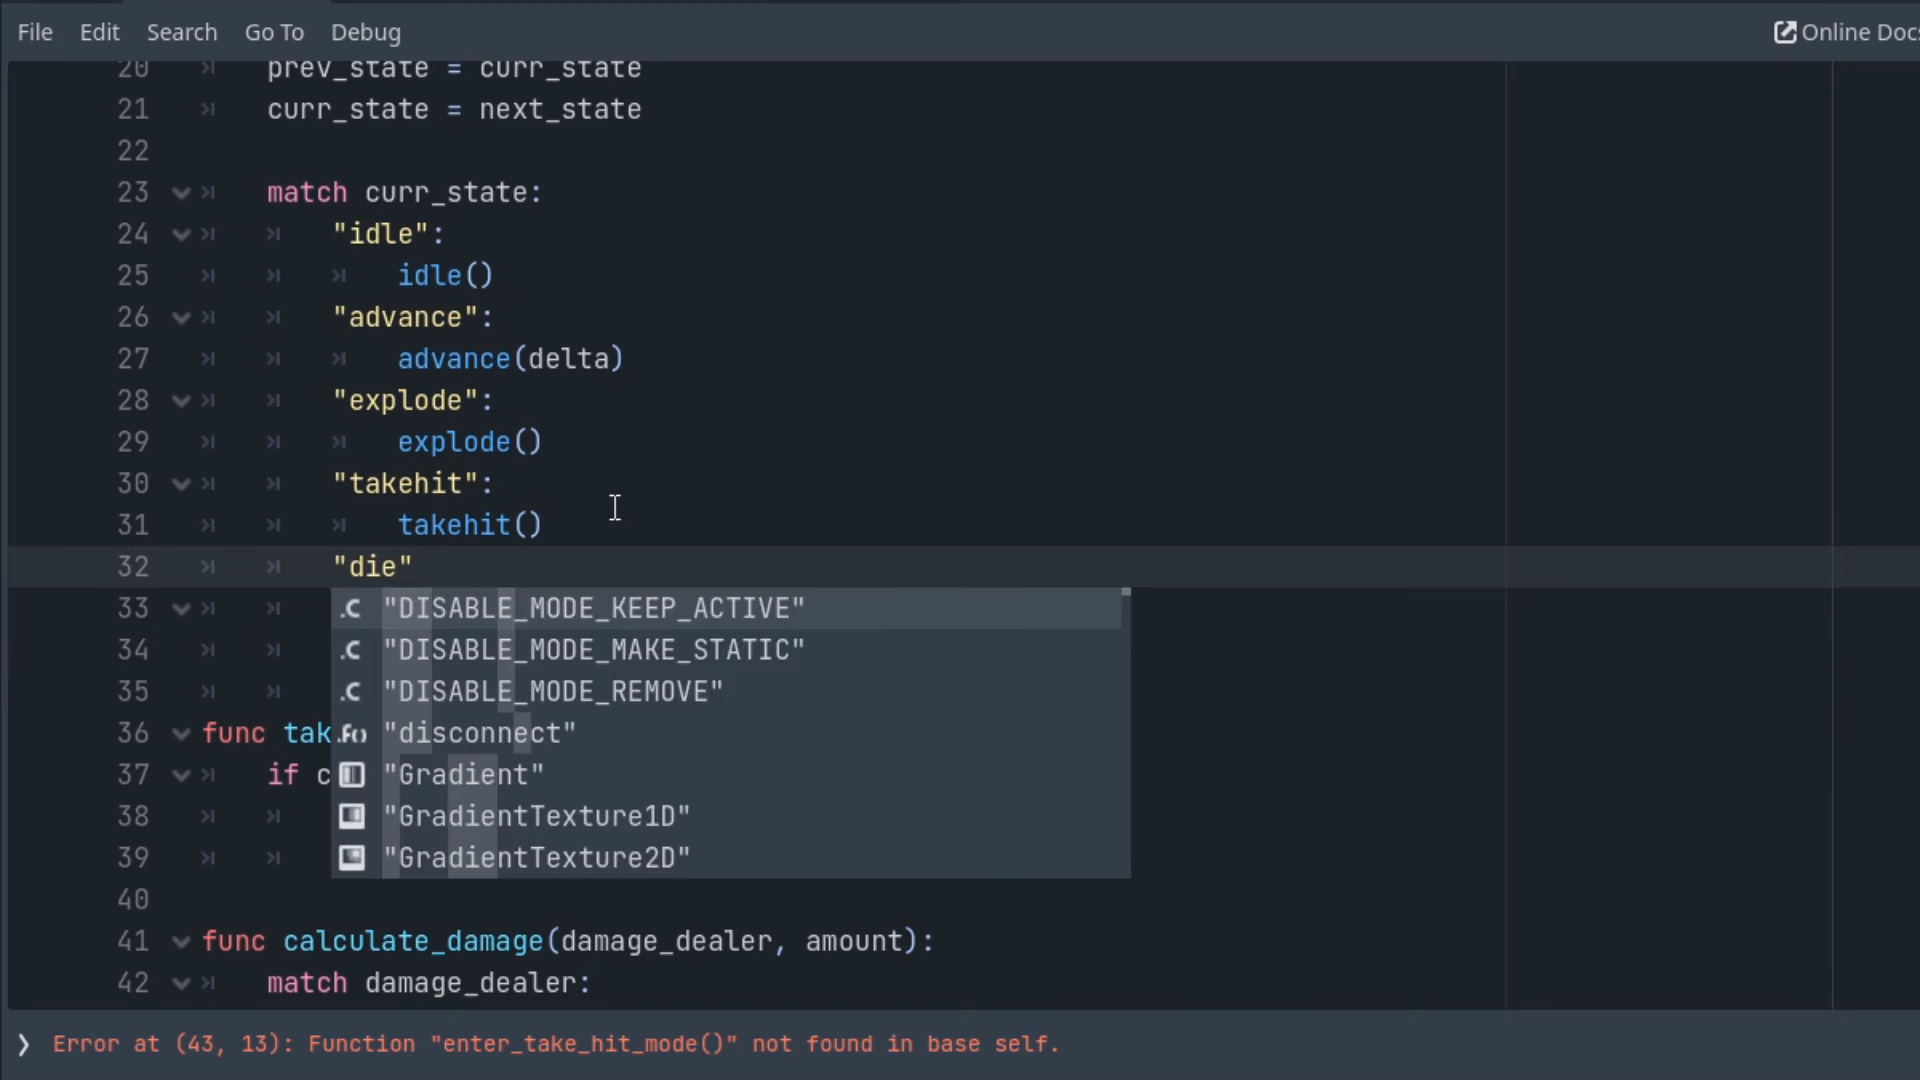 File Edit Search Go To Debug Online Docs
20 prev_state = curr_state
21 curr_state = next_state
22
23 match curr_state:
24 "idle":
25 idle()
26 "advance":
27 advance(delta)
28 "explode":
29 explode()
30 "takehit":
31 takehit()
32 "die"
33 .C "DISABLE_MODE_KEEP_ACTIVE"
34 .C "DISABLE_MODE_MAKE_STATIC"
35 .C "DISABLE_MODE_REMOVE"
36 func tak .f() "disconnect"
37 if c "Gradient"
38 "GradientTexture1D"
39 "GradientTexture2D"
40
41 func calculate_damage(damage_dealer, amount):
42 match damage_dealer:
Error at (43, 13): Function "enter_take_hit_mode()" not found in base self.